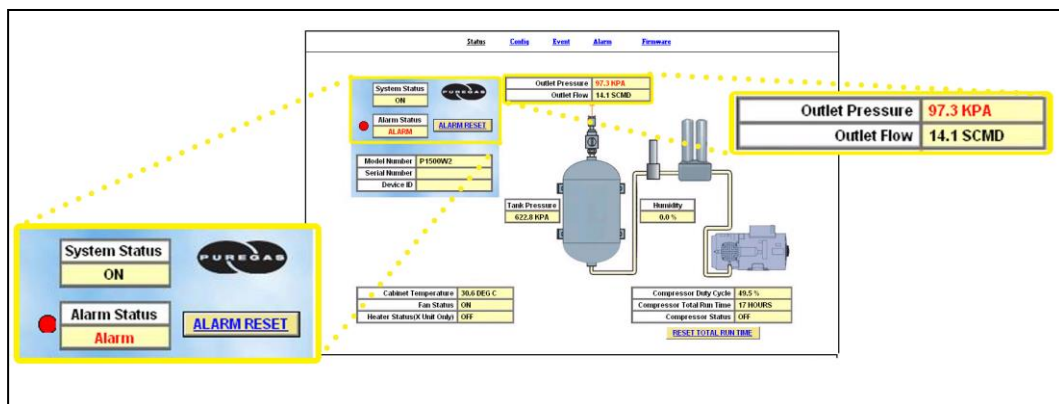 Status Config Event Alarm Firmware
System Status
ON
PUREGAS
Alarm Status
ALARM
ALARM RESET
Outlet Pressure 97.3 KPA
Outlet Flow 14.1 SCMD
Outlet Pressure 97.3 KPA
Outlet Flow 14.1 SCMD
Model Number P1500W2
Serial Number
Device ID
Tank Pressure
622.8 KPA
Humidity
0.0 %
System Status
ON
PUREGAS
Alarm Status
Alarm
ALARM RESET
Cabinet Temperature 30.6 DEG C
Fan Status ON
Heater Status(X Unit Only) OFF
Compressor Duty Cycle 49.5 %
Compressor Total Run Time 17 HOURS
Compressor Status OFF
RESET TOTAL RUN TIME